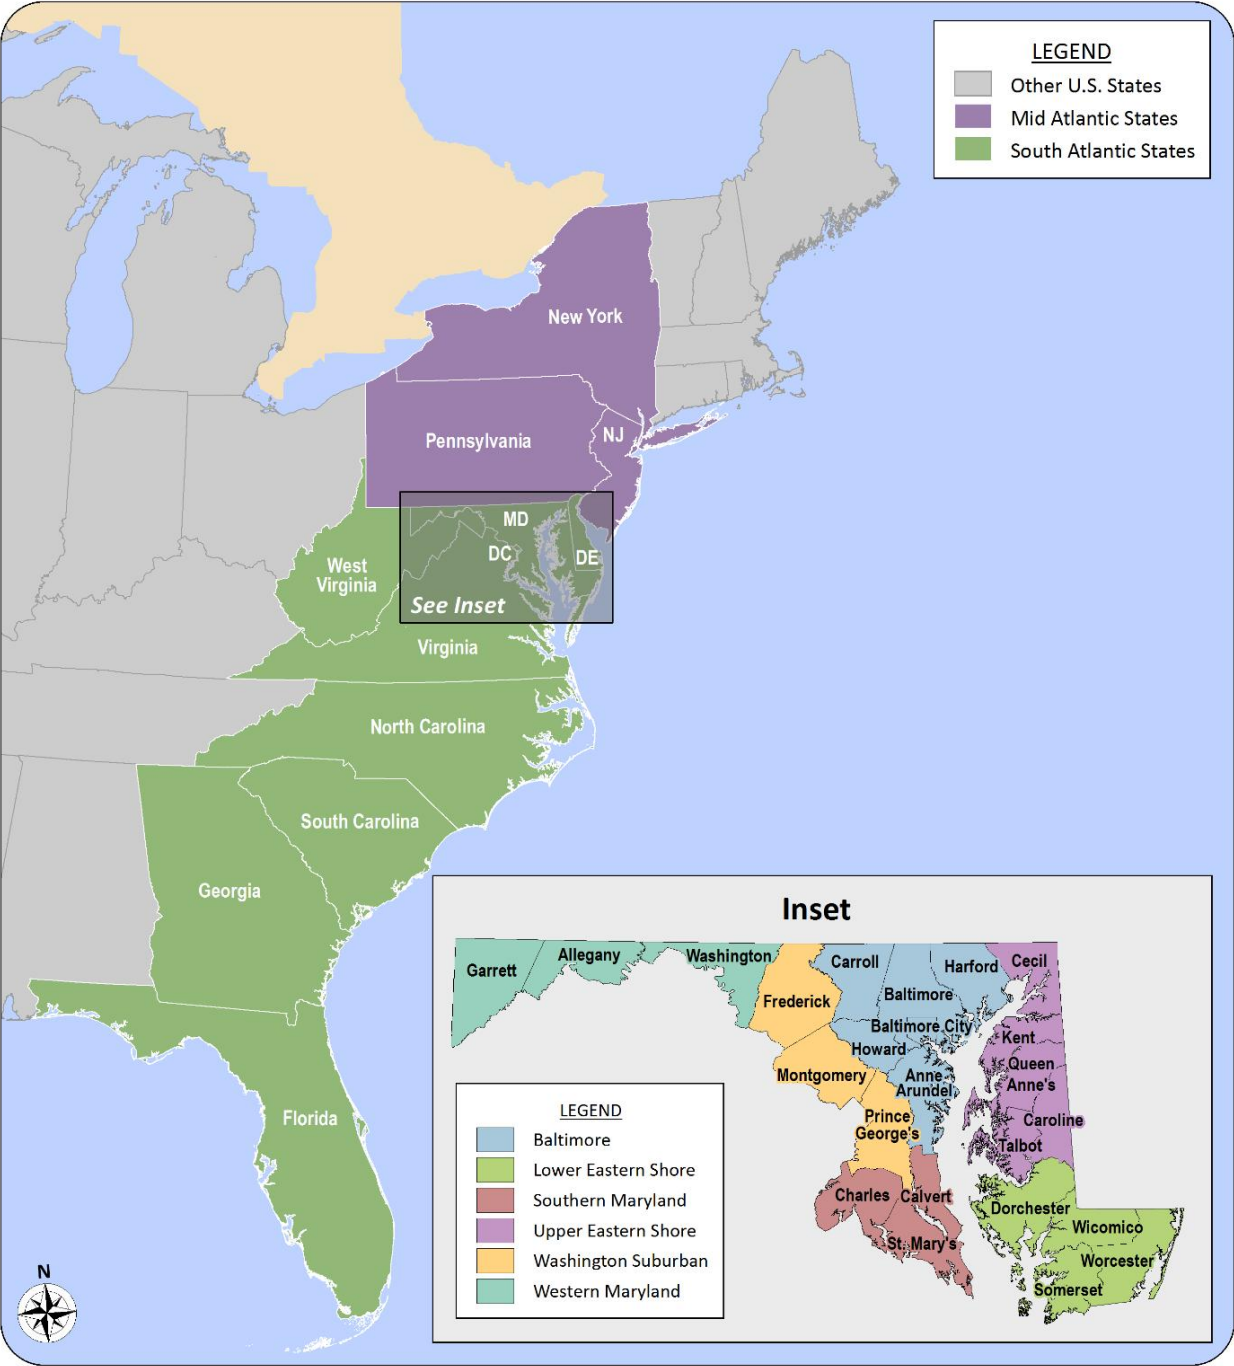 LEGEND
Other U.S. States
Mid Atlantic States
South Atlantic States
New York
Pennsylvania
NJ
MD
DC
DE
West
Virginia
See Inset
Virginia
North Carolina
South Carolina
Georgia
Florida
N
Inset
Garrett
Allegany
Washington
Frederick
Carroll
Baltimore
Harford
Cecil
Baltimore City
Howard
Kent
Queen
Anne's
Montgomery
Anne
Arundel
Prince
George's
Caroline
Talbot
Charles
Calvert
St. Mary's
Dorchester
Wicomico
Worcester
Somerset
LEGEND
Baltimore
Lower Eastern Shore
Southern Maryland
Upper Eastern Shore
Washington Suburban
Western Maryland